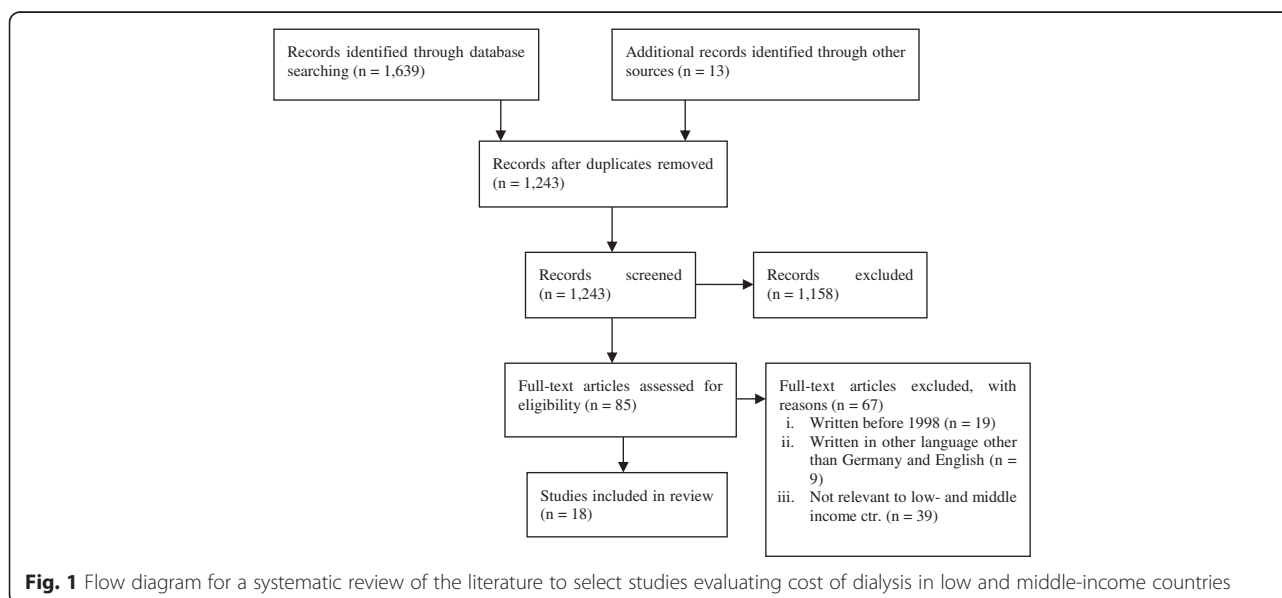 Records identified through database
searching (n = 1,639)
Additional records identified through other
sources (n = 13)
Records after duplicates removed
(n = 1,243)
Records screened
(n = 1,243)
Records excluded
(n = 1,158)
Full-text articles assessed for
eligibility (n = 85)
Full-text articles excluded, with
reasons (n = 67)
i. Written before 1998 (n = 19)
ii. Written in other language other
than Germany and English (n =
9)
iii. Not relevant to low- and middle
income ctr. (n = 39)
Studies included in review
(n = 18)
Fig. 1 Flow diagram for a systematic review of the literature to select studies evaluating cost of dialysis in low and middle-income countries